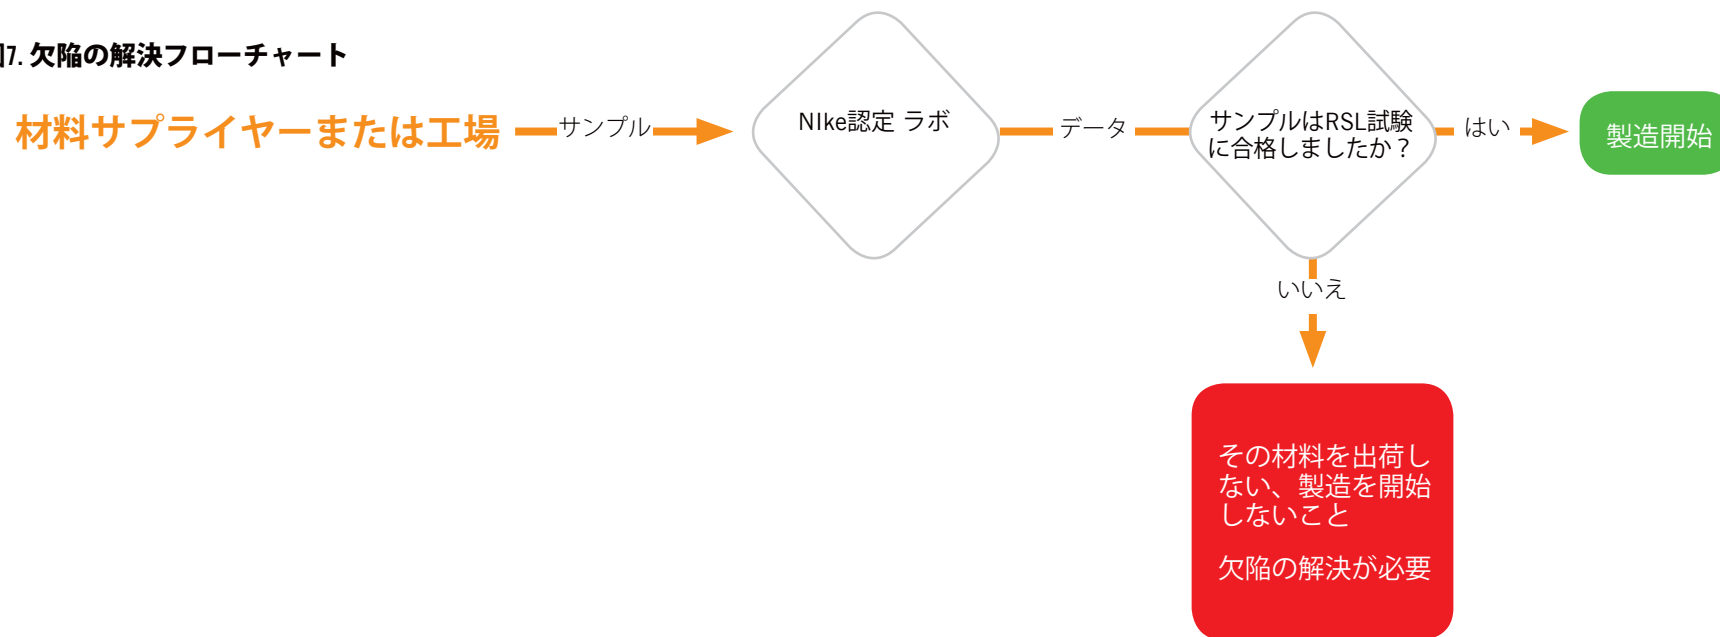 図7. 欠陥の解決フローチャート
材料サプライヤーまたは工場
サンプル
NIke認定 ラボ
データ
サンプルはRSL試験
に合格しましたか？
はい
製造開始
いいえ
その材料を出荷し
ない、製造を開始
しないこと
欠陥の解決が必要